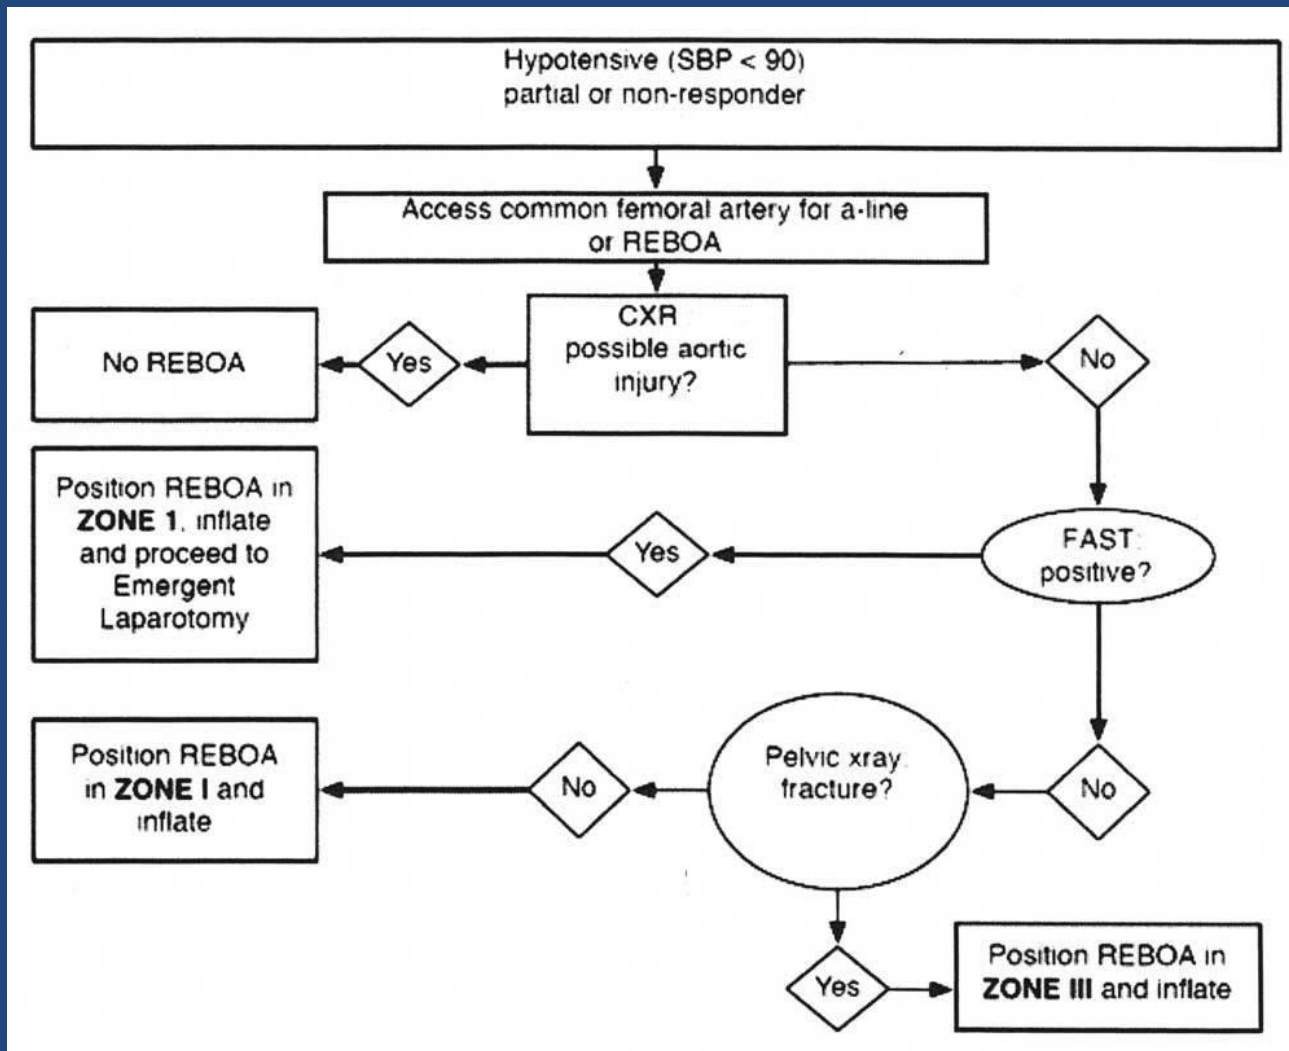 Hypotensive (SBP < 90)
partial or non-responder
Access common femoral artery for a-line
or REBOA
CXR
possible aortic
injury?
Yes
No REBOA
No
FAST:
positive?
Yes
Position REBOA in
ZONE 1, inflate
and proceed to
Emergent
Laparotomy
No
Pelvic xray:
fracture?
No
Position REBOA
in ZONE I and
inflate
Yes
Position REBOA in
ZONE III and inflate